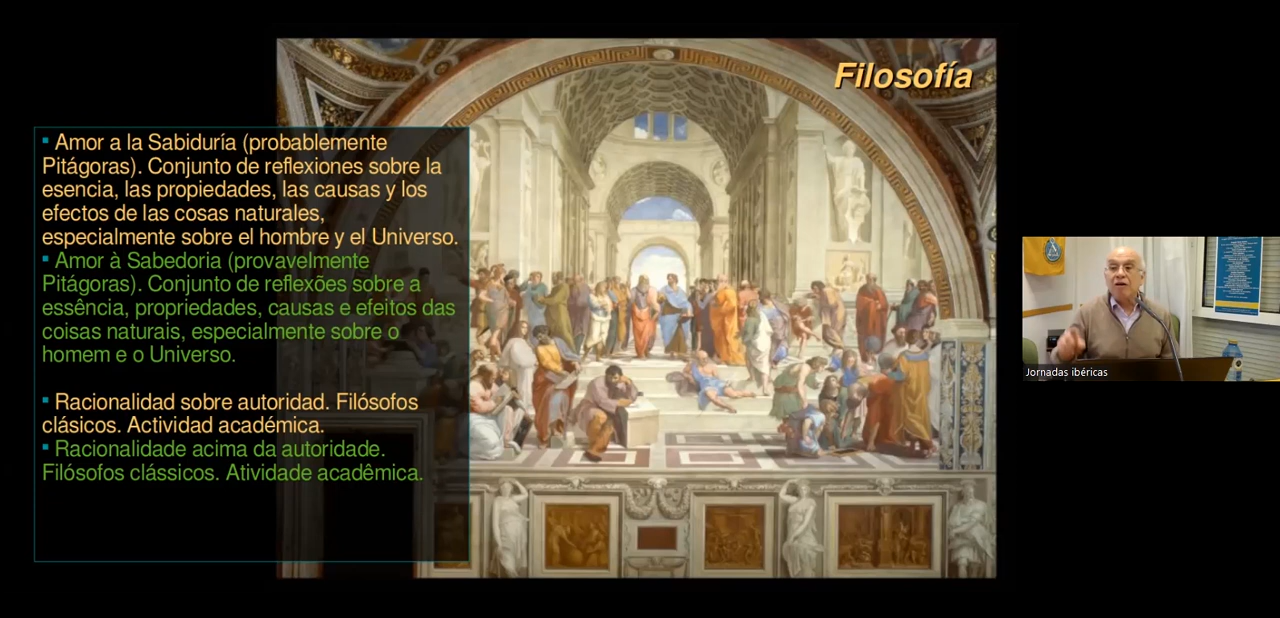 Filosofía
▪ Amor a la Sabiduría (probablemente
Pitágoras). Conjunto de reflexiones sobre la
esencia, las propiedades, las causas y los
efectos de las cosas naturales,
especialmente sobre el hombre y el Universo.
▪ Amor à Sabedoria (provavelmente
Pitágoras). Conjunto de reflexões sobre a
essência, propriedades, causas e efeitos das
coisas naturais, especialmente sobre o
homem e o Universo.
▪ Racionalidad sobre autoridad. Filósofos
clásicos. Actividad académica.
▪ Racionalidade acima da autoridade.
Filósofos clássicos. Atividade acadêmica.
Jornadas ibéricas